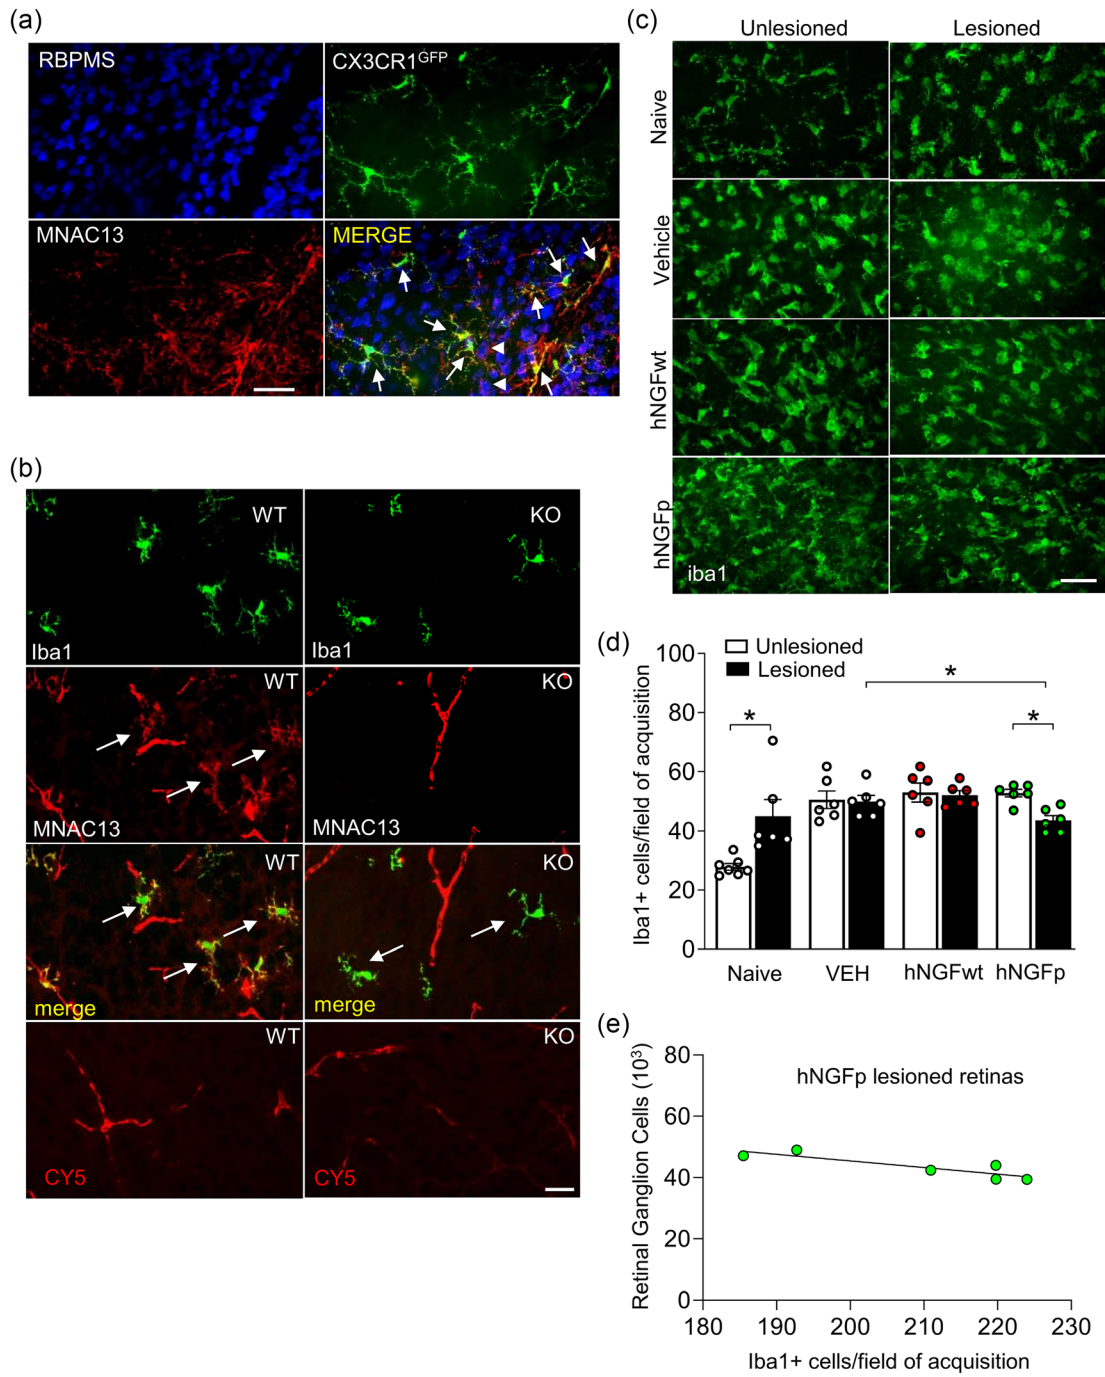 (a)
RBPMS
CX3CR1GFP
MNAC13
MERGE
(b)
WT
KO
Iba1
Iba1
WT
KO
MNAC13
MNAC13
WT
KO
merge
merge
WT
KO
CY5
CY5
(c)
Unlesioned
Lesioned
Naive
Vehicle
hNGFwt
hNGFp
iba1
(d)
Unlesioned
Lesioned
Iba1+ cells/field of acquisition
100
80
60
40
20
0
*
*
*
Naive
VEH
hNGFwt
hNGFp
(e)
Retinal Ganglion Cells (10³)
hNGFp lesioned retinas
80
60
40
20
0
180
190
200
210
220
230
Iba1+ cells/field of acquisition